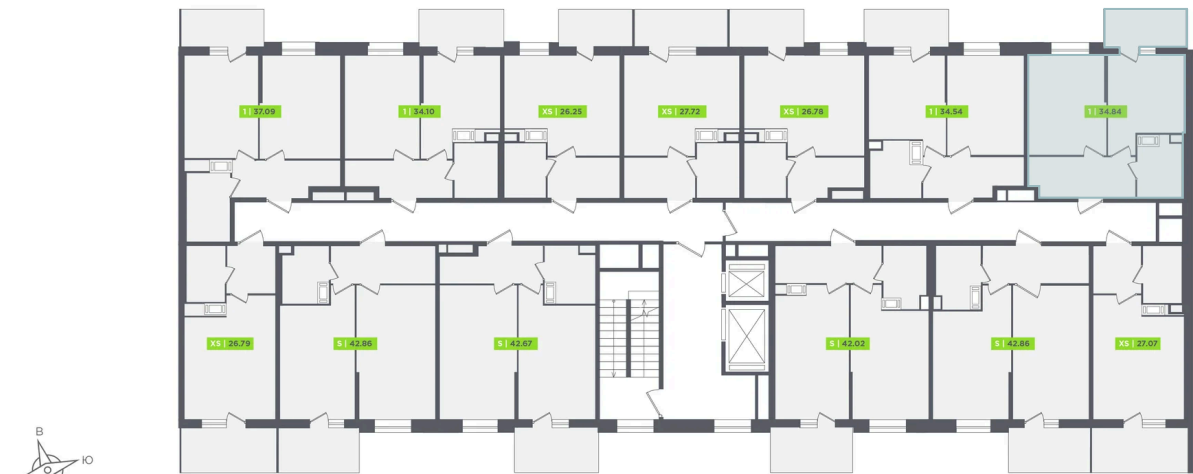 1 | 37.09
1 | 34.10
XS | 26.25
XS | 27.72
XS | 26.78
1 | 34.54
1 | 34.84
XS | 26.79
S | 42.86
S | 42.67
S | 42.02
S | 42.86
XS | 27.07
В
Ю